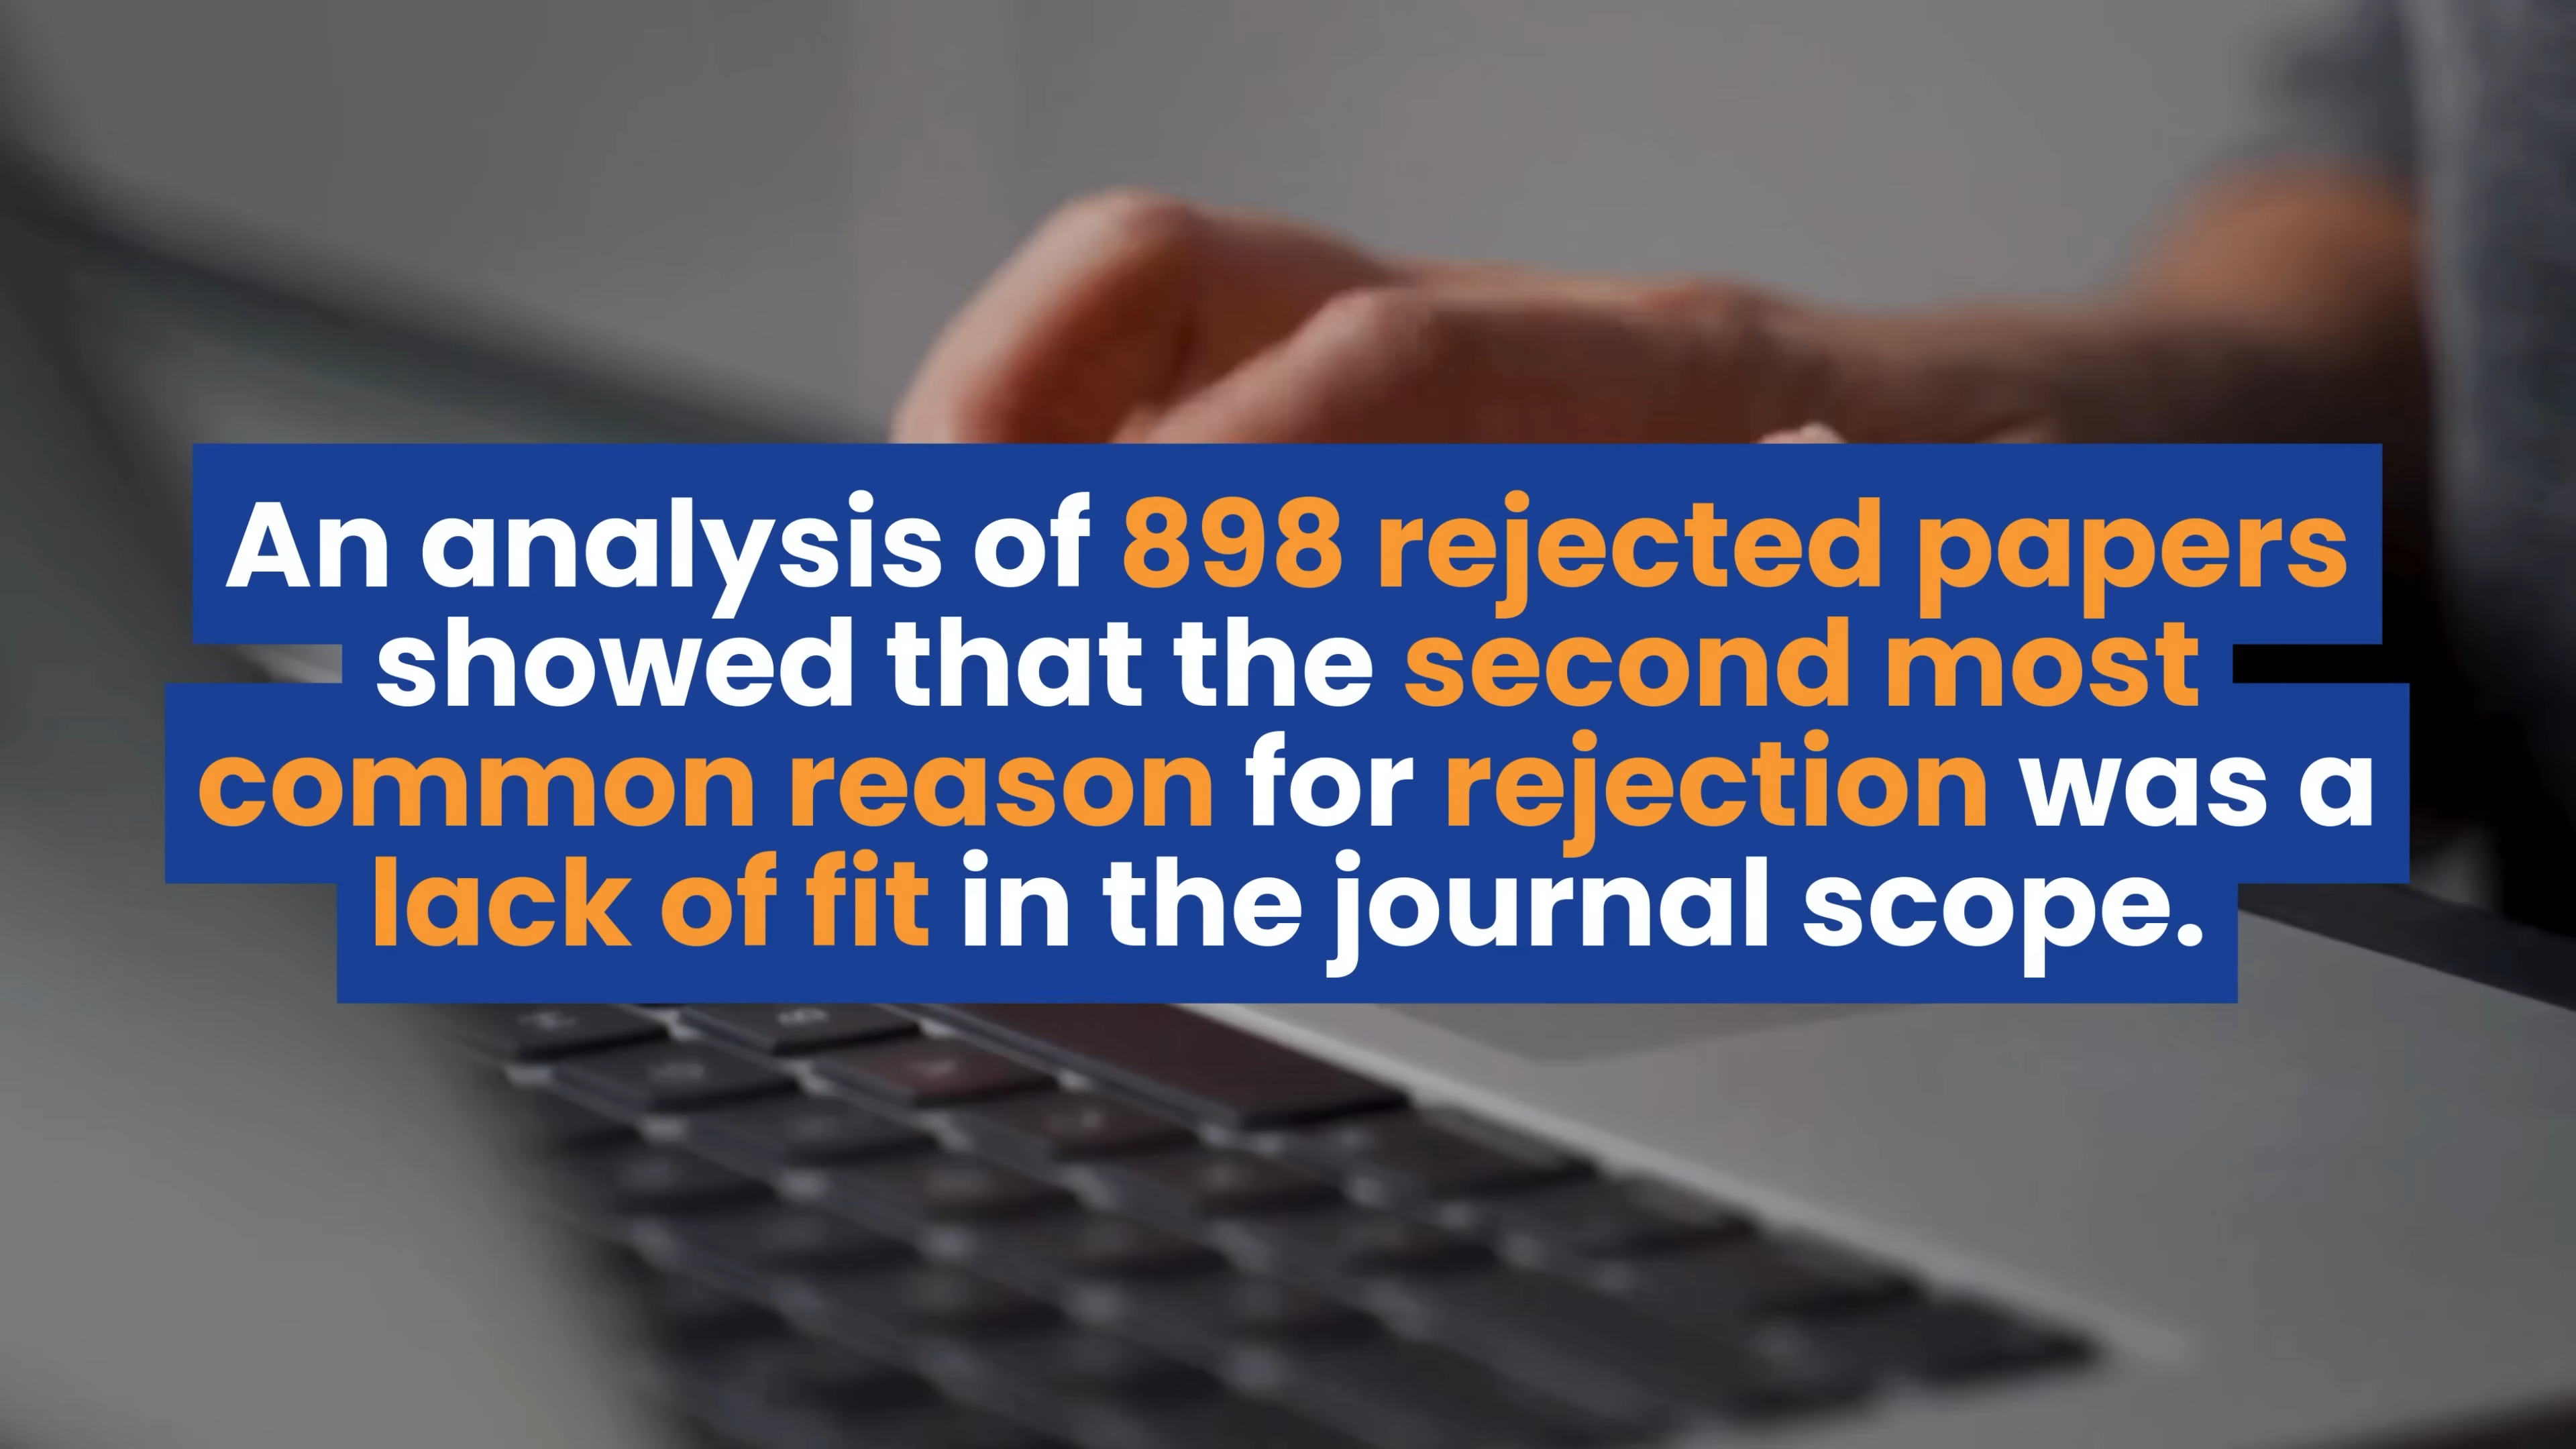 An analysis of 898 rejected papers
showed that the second most
common reason for rejection was a
lack of fit in the journal scope.